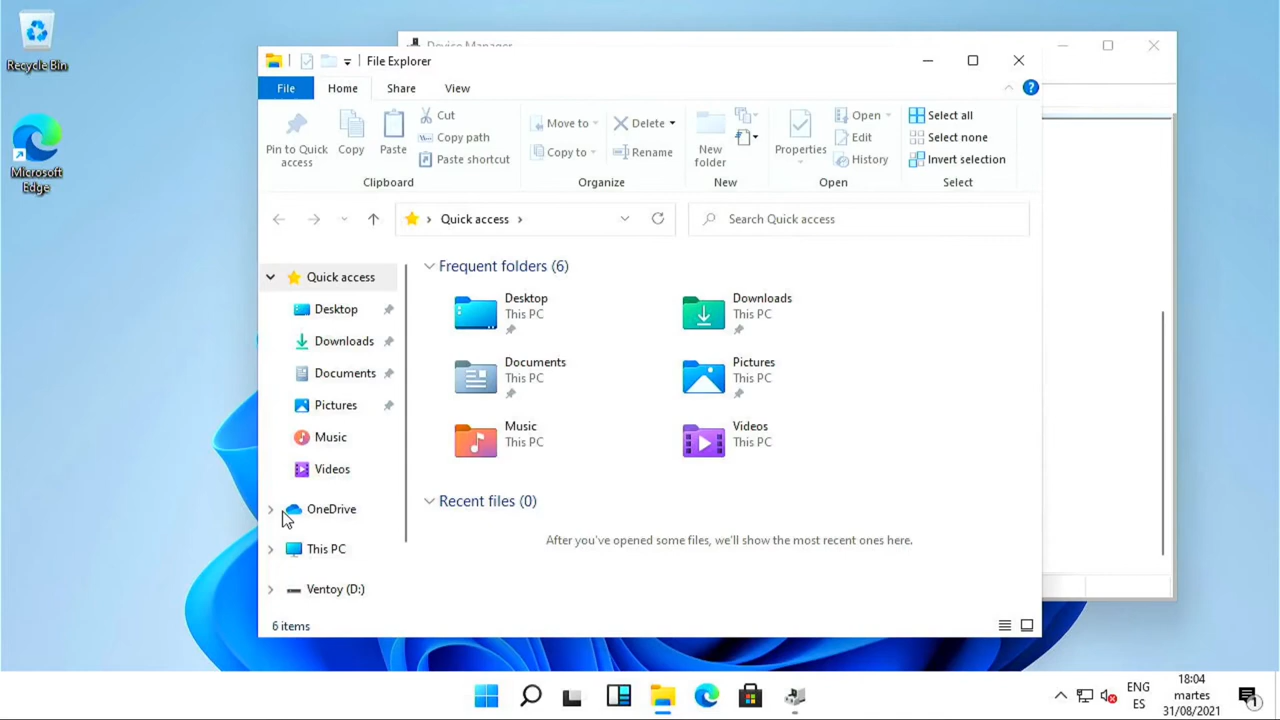 Recycle Bin
Microsoft
Edge
Device Manager
File Explorer
File
Home
Share
View
Pin to Quick
access
Copy
Paste
Cut
Copy path
Paste shortcut
Clipboard
Move to
Copy to
Delete
Rename
Organize
New
folder
New
Properties
Open
Edit
History
Open
Select all
Select none
Invert selection
Select
Quick access
Search Quick access
Quick access
Desktop
Downloads
Documents
Pictures
Music
Videos
OneDrive
This PC
Ventoy (D:)
Frequent folders (6)
Desktop
This PC
Downloads
This PC
Documents
This PC
Pictures
This PC
Music
This PC
Videos
This PC
Recent files (0)
After you've opened some files, we'll show the most recent ones here.
6 items
ENG
ES
18:04
martes
31/08/2021
1